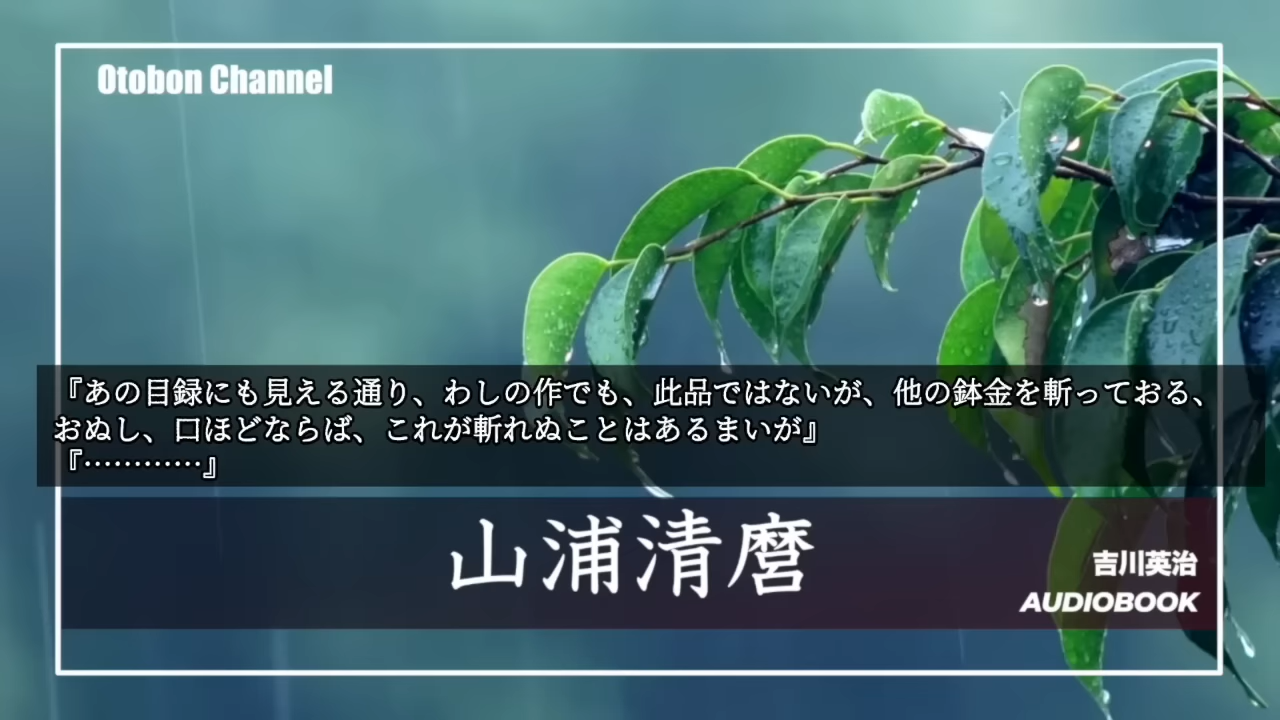 Otobon Channel
『あの目録にも見える通り、わしの作でも、此品ではないが、他の鉢金を斬っておる、
おぬし、口ほどならば、これが斬れぬことはあるまいが』
『…………』
山浦清麿
吉川英治
AUDIOBOOK